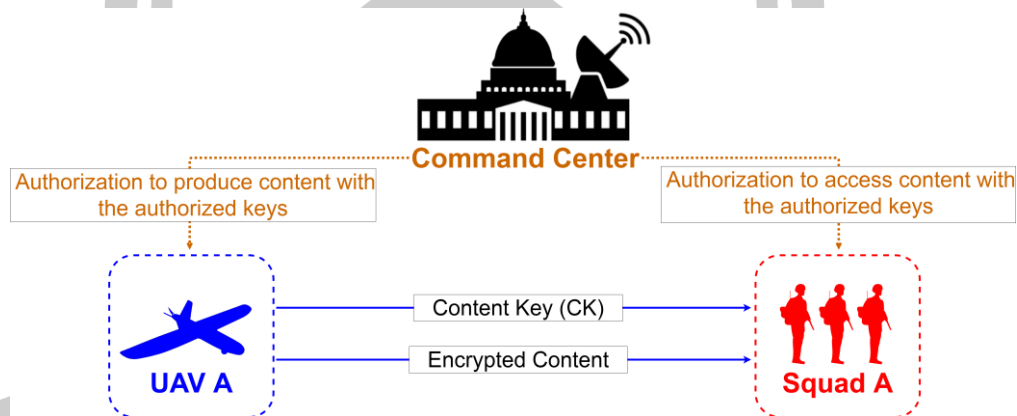 Command Center
Authorization to produce content with
the authorized keys
Authorization to access content with
the authorized keys
Content Key (CK)
Encrypted Content
UAV A
Squad A